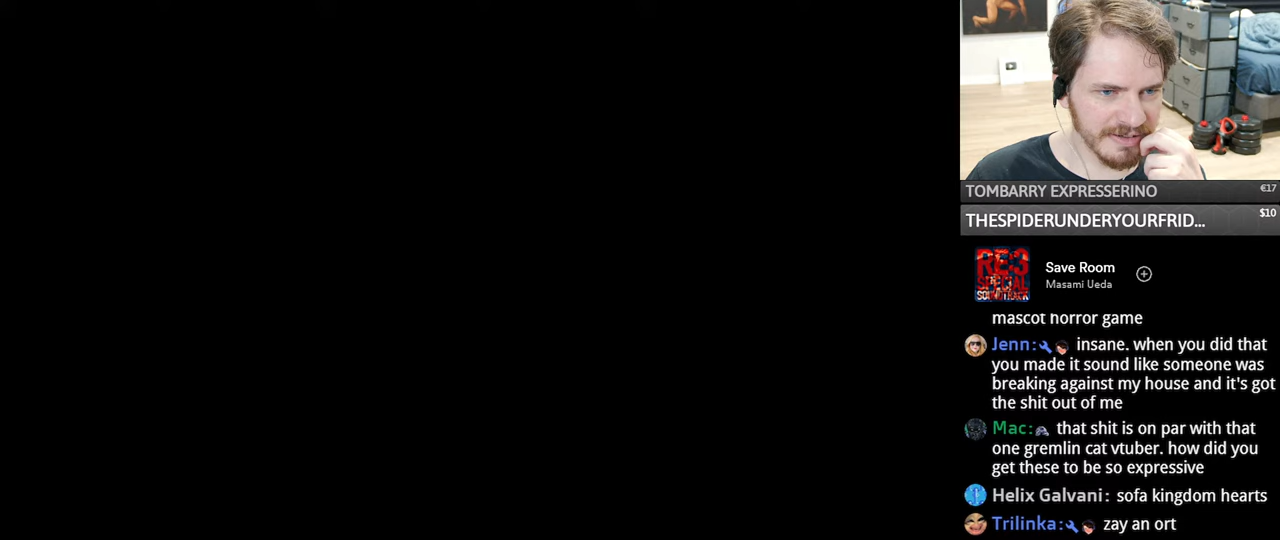 TOMBARRY EXPRESSERINO €17
THESPIDERUNDERYOURFRID... $10
RE3
SPECIAL
SOUNDTRACK
Save Room
Masami Ueda
mascot horror game
Jenn: insane. when you did that
you made it sound like someone was
breaking against my house and it's got
the shit out of me
Mac: that shit is on par with that
one gremlin cat vtuber. how did you
get these to be so expressive
Helix Galvani: sofa kingdom hearts
Trilinka: zay an ort